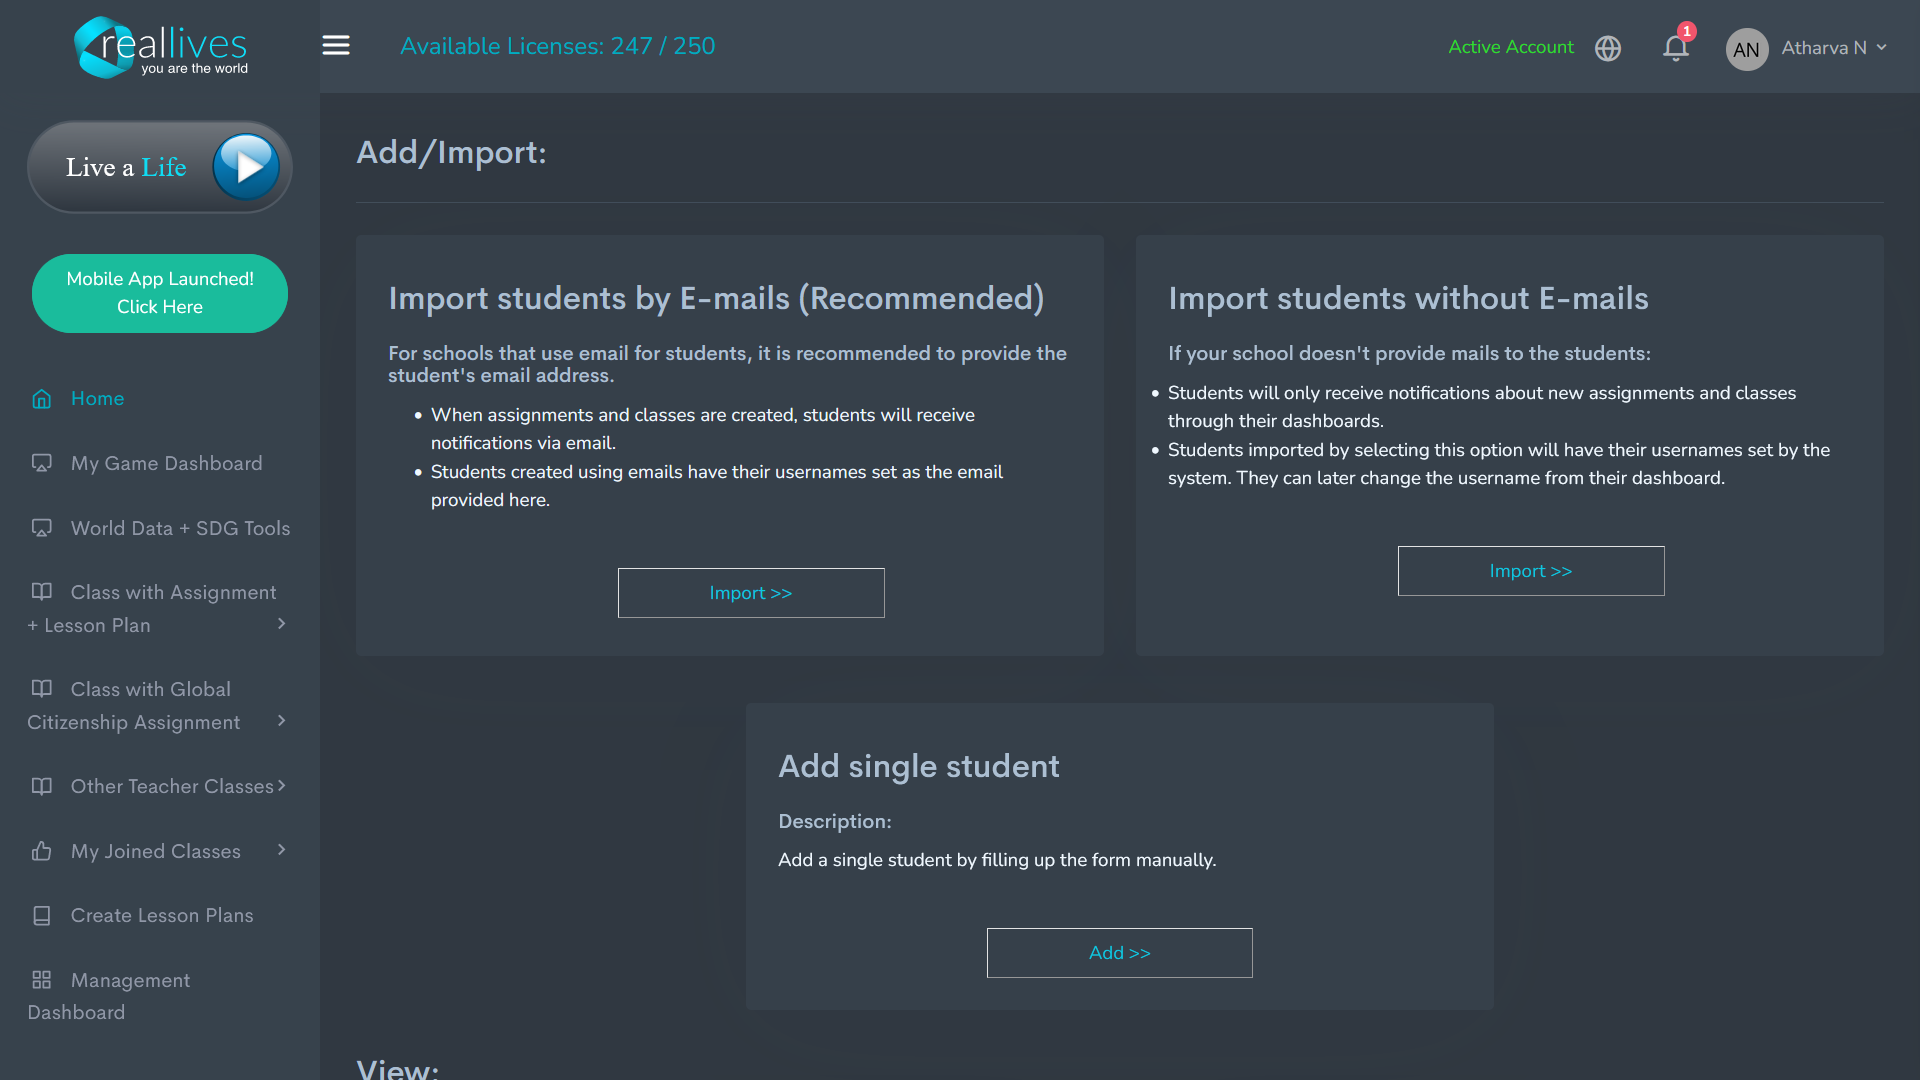 reallives
you are the world
Available Licenses: 247 / 250
Active Account
1
AN
Atharva N
Live a Life
Mobile App Launched!
Click Here
Home
My Game Dashboard
World Data + SDG Tools
Class with Assignment
+ Lesson Plan
Class with Global
Citizenship Assignment
Other Teacher Classes
My Joined Classes
Create Lesson Plans
Management
Dashboard
Add/Import:
Import students by E-mails (Recommended)
For schools that use email for students, it is recommended to provide the
student's email address.
• When assignments and classes are created, students will receive
notifications via email.
• Students created using emails have their usernames set as the email
provided here.
Import >>
Import students without E-mails
If your school doesn't provide mails to the students:
• Students will only receive notifications about new assignments and classes
through their dashboards.
• Students imported by selecting this option will have their usernames set by the
system. They can later change the username from their dashboard.
Import >>
Add single student
Description:
Add a single student by filling up the form manually.
Add >>
View: